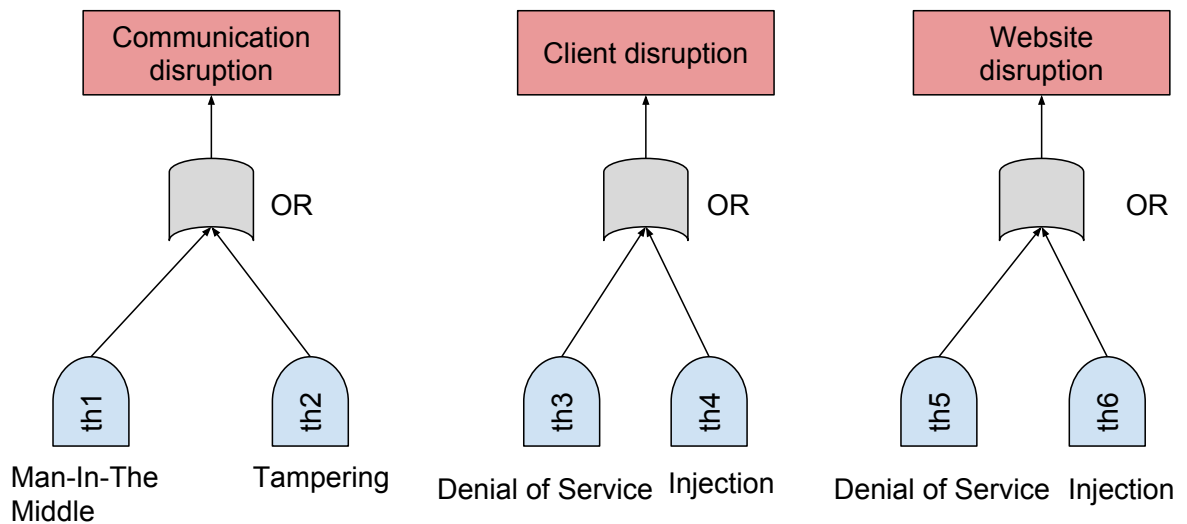 Communication
disruption
Client disruption
Website
disruption
OR
OR
OR
th1
th2
th3
th4
th5
th6
Man-In-The
Middle
Tampering
Denial of Service
Injection
Denial of Service
Injection